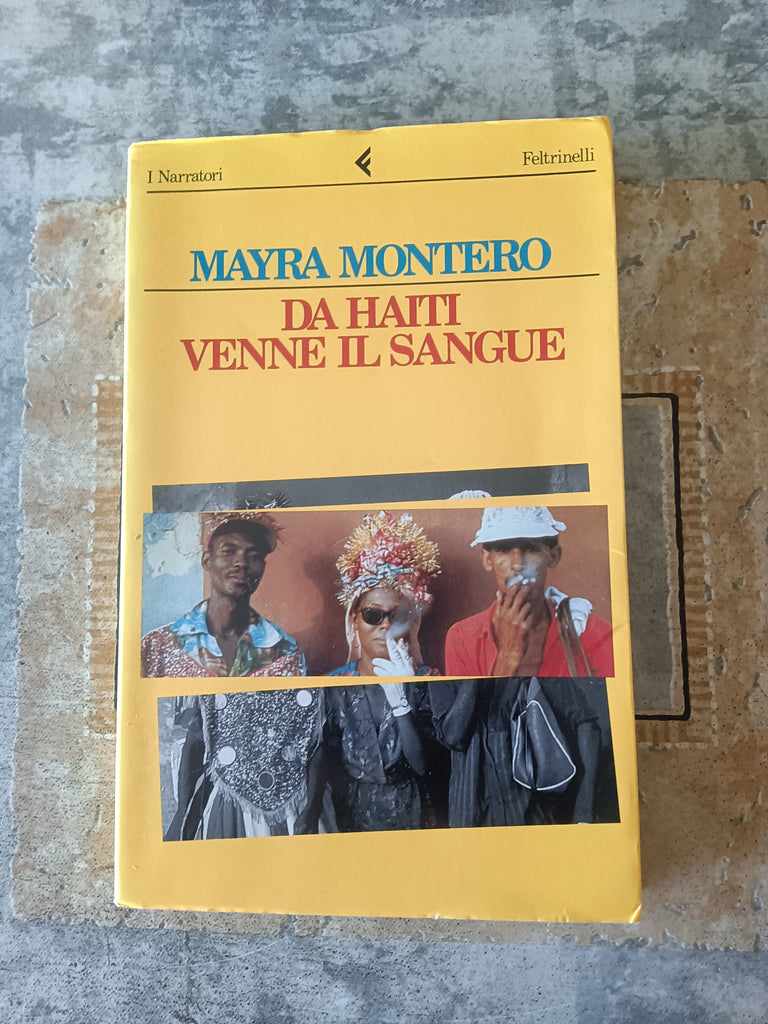 I Narratori
Feltrinelli
MAYRA MONTERO
DA HAITI
VENNE IL SANGUE